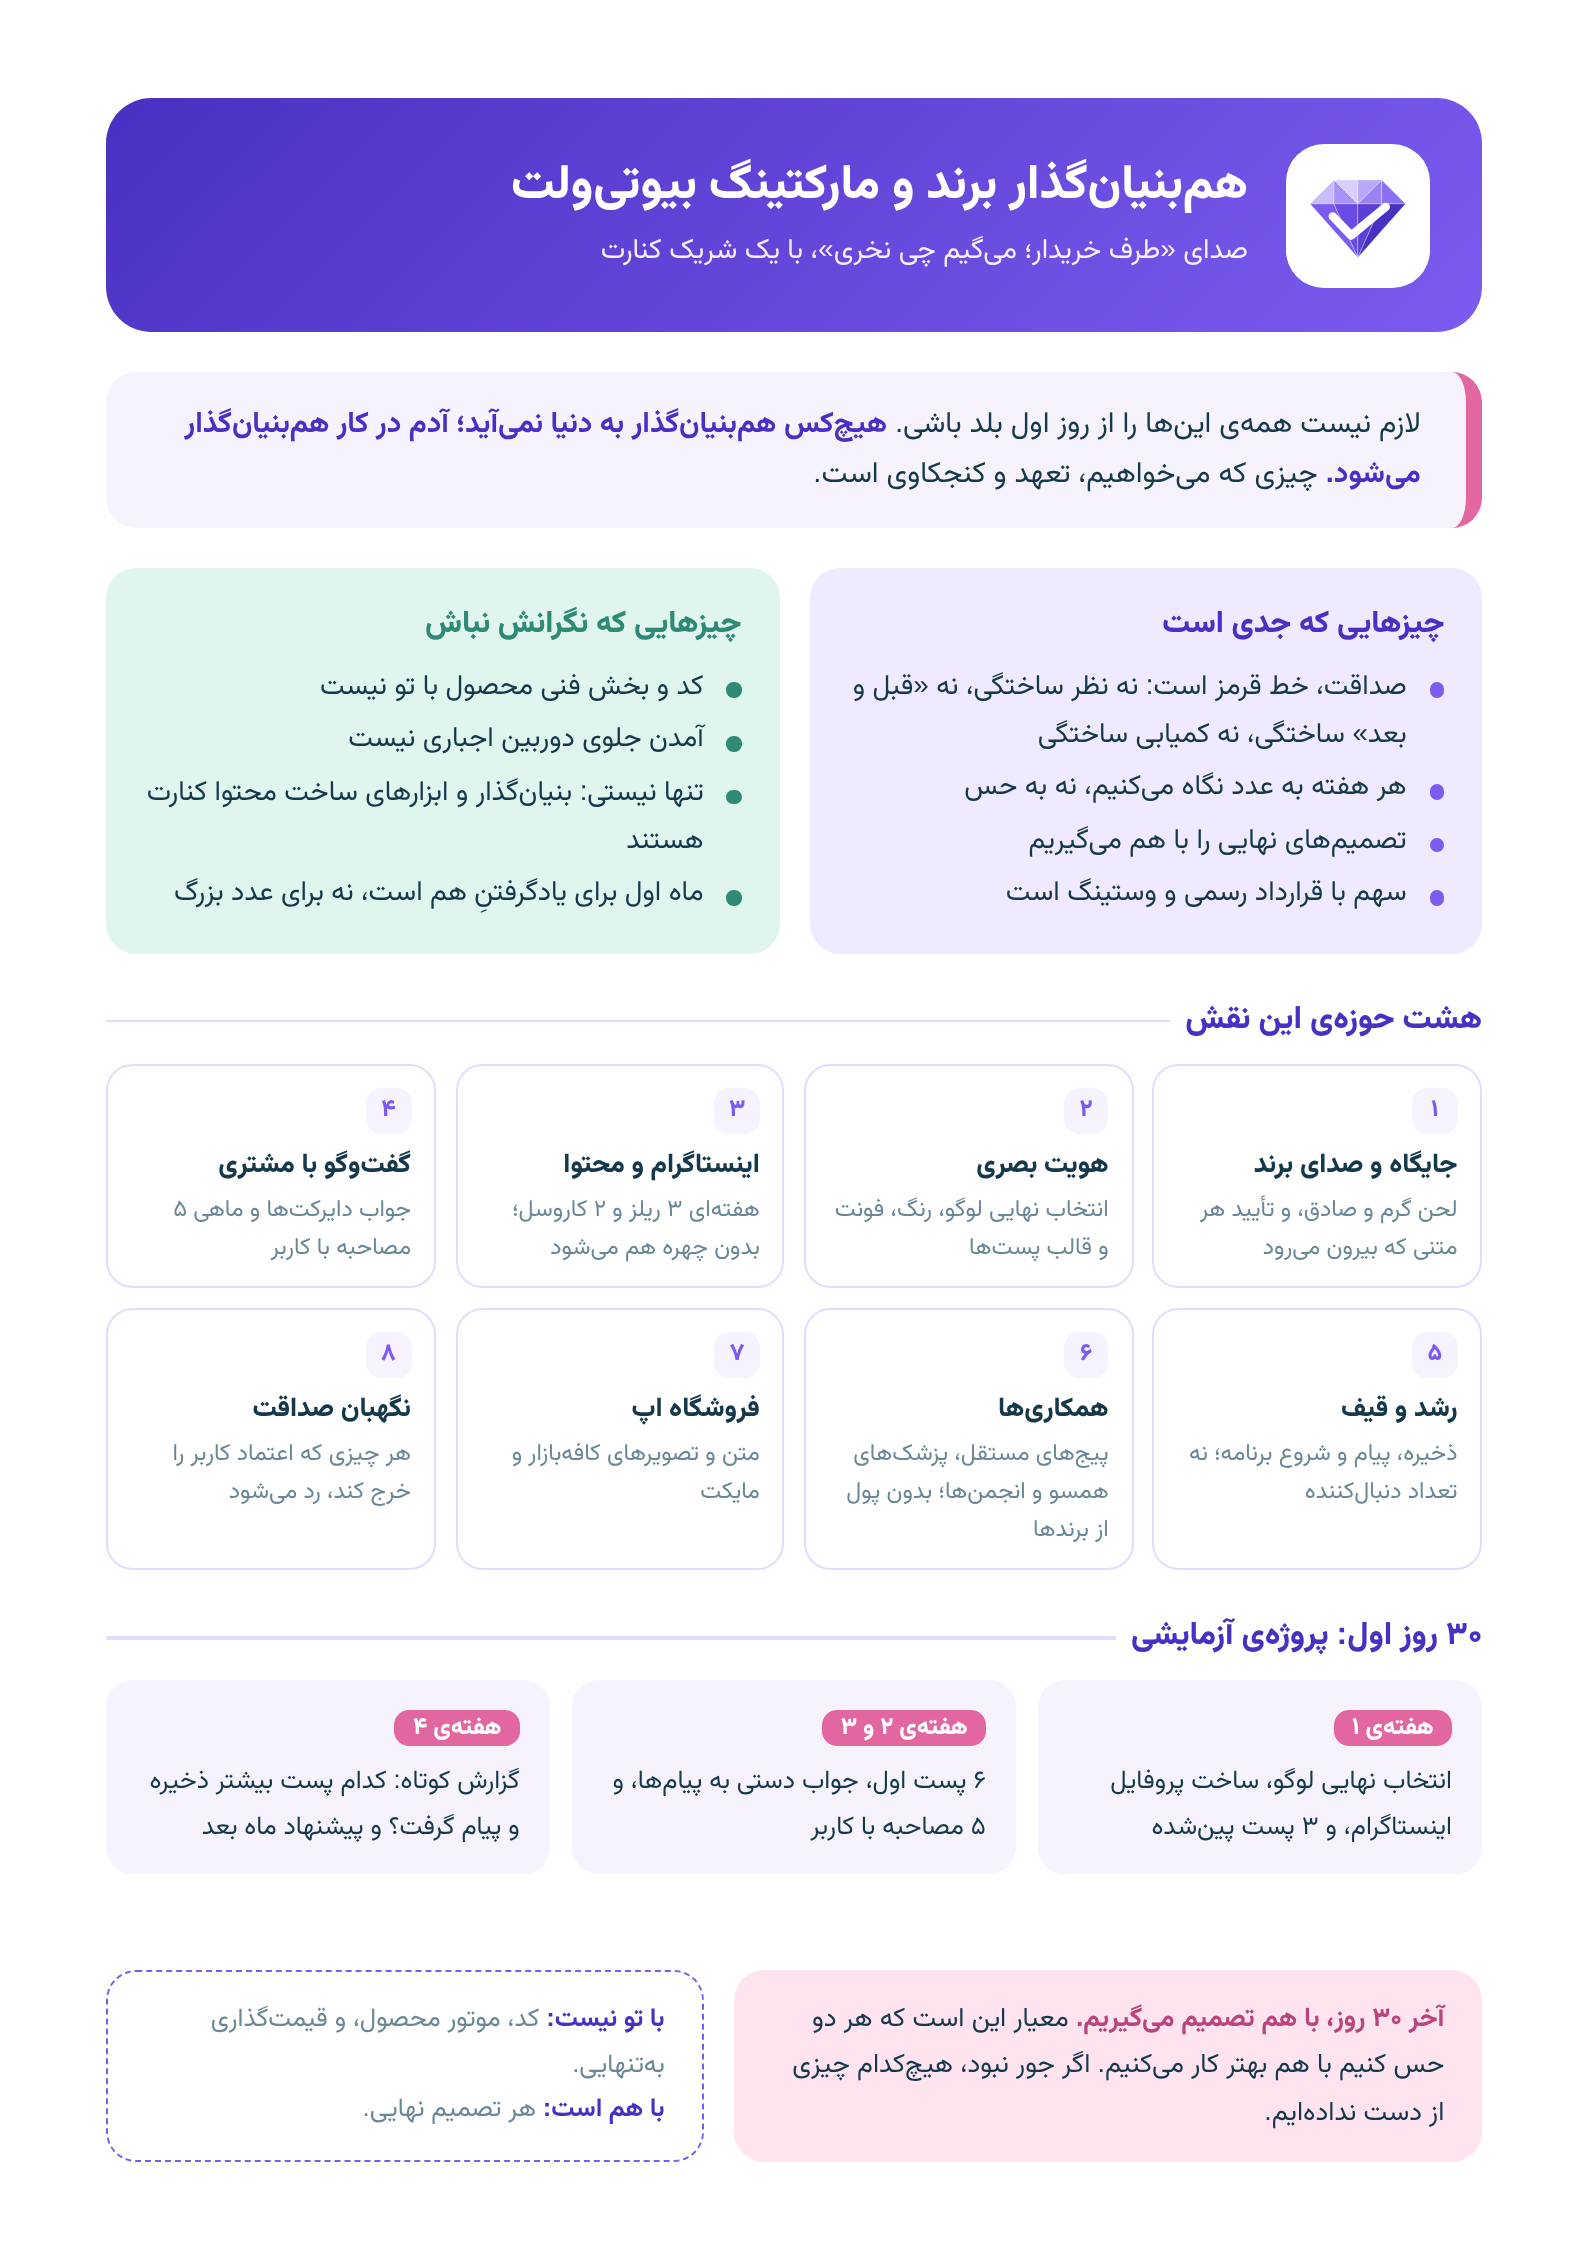 هم‌بنیان‌گذار برند و مارکتینگ بیوتی‌ولت
صدای «طرف خریدار؛ می‌گیم چی نخری»، با یک شریک کنارت
لازم نیست همه‌ی این‌ها را از روز اول بلد باشی. هیچ‌کس هم‌بنیان‌گذار به دنیا نمی‌آید؛ آدم در کار هم‌بنیان‌گذار
می‌شود. چیزی که می‌خواهیم، تعهد و کنجکاوی است.
چیزهایی که جدی است
صداقت، خط قرمز است: نه نظر ساختگی، نه «قبل و
بعد» ساختگی، نه کمیابی ساختگی
هر هفته به عدد نگاه می‌کنیم، نه به حس
تصمیم‌های نهایی را با هم می‌گیریم
سهم با قرارداد رسمی و وستینگ است
چیزهایی که نگرانش نباش
کد و بخش فنی محصول با تو نیست
آمدن جلوی دوربین اجباری نیست
تنها نیستی: بنیان‌گذار و ابزارهای ساخت محتوا کنارت
هستند
ماه اول برای یادگرفتنِ هم است، نه برای عدد بزرگ
هشت حوزه‌ی این نقش
۱
جایگاه و صدای برند
لحن گرم و صادق، و تأیید هر
متنی که بیرون می‌رود
۲
هویت بصری
انتخاب نهایی لوگو، رنگ، فونت
و قالب پست‌ها
۳
اینستاگرام و محتوا
هفته‌ای ۳ ریلز و ۲ کاروسل؛
بدون چهره هم می‌شود
۴
گفت‌وگو با مشتری
جواب دایرکت‌ها و ماهی ۵
مصاحبه با کاربر
۵
رشد و قیف
ذخیره، پیام و شروع برنامه؛ نه
تعداد دنبال‌کننده
۶
همکاری‌ها
پیج‌های مستقل، پزشک‌های
همسو و انجمن‌ها؛ بدون پول
از برندها
۷
فروشگاه اپ
متن و تصویرهای کافه‌بازار و
مایکت
۸
نگهبان صداقت
هر چیزی که اعتماد کاربر را
خرج کند، رد می‌شود
۳۰ روز اول: پروژه‌ی آزمایشی
هفته‌ی ۱
انتخاب نهایی لوگو، ساخت پروفایل
اینستاگرام، و ۳ پست پین‌شده
هفته‌ی ۲ و ۳
۶ پست اول، جواب دستی به پیام‌ها، و
۵ مصاحبه با کاربر
هفته‌ی ۴
گزارش کوتاه: کدام پست بیشتر ذخیره
و پیام گرفت؟ و پیشنهاد ماه بعد
آخر ۳۰ روز، با هم تصمیم می‌گیریم. معیار این است که هر دو
حس کنیم با هم بهتر کار می‌کنیم. اگر جور نبود، هیچ‌کدام چیزی
از دست نداده‌ایم.
با تو نیست: کد، موتور محصول، و قیمت‌گذاری
به‌تنهایی.
با هم است: هر تصمیم نهایی.